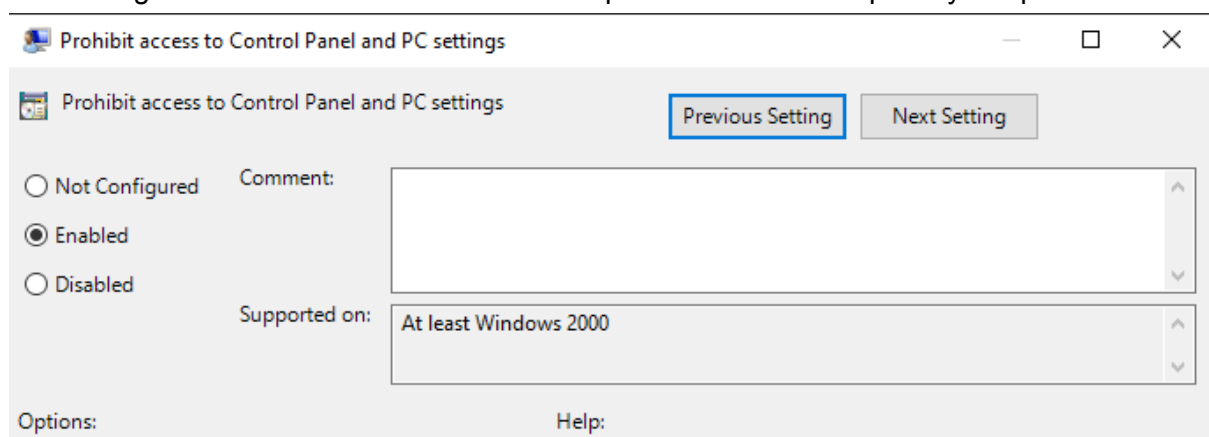 Prohibit access to Control Panel and PC settings
Prohibit access to Control Panel and PC settings
Previous Setting
Next Setting
Not Configured
Comment:
Enabled
Disabled
Supported on:
At least Windows 2000
Options:
Help: